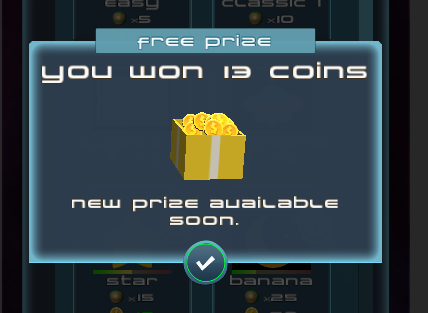 easy classic 1
x5 x10
free prize
you won 13 coins
new prize available
soon.
star banana
x15 x25